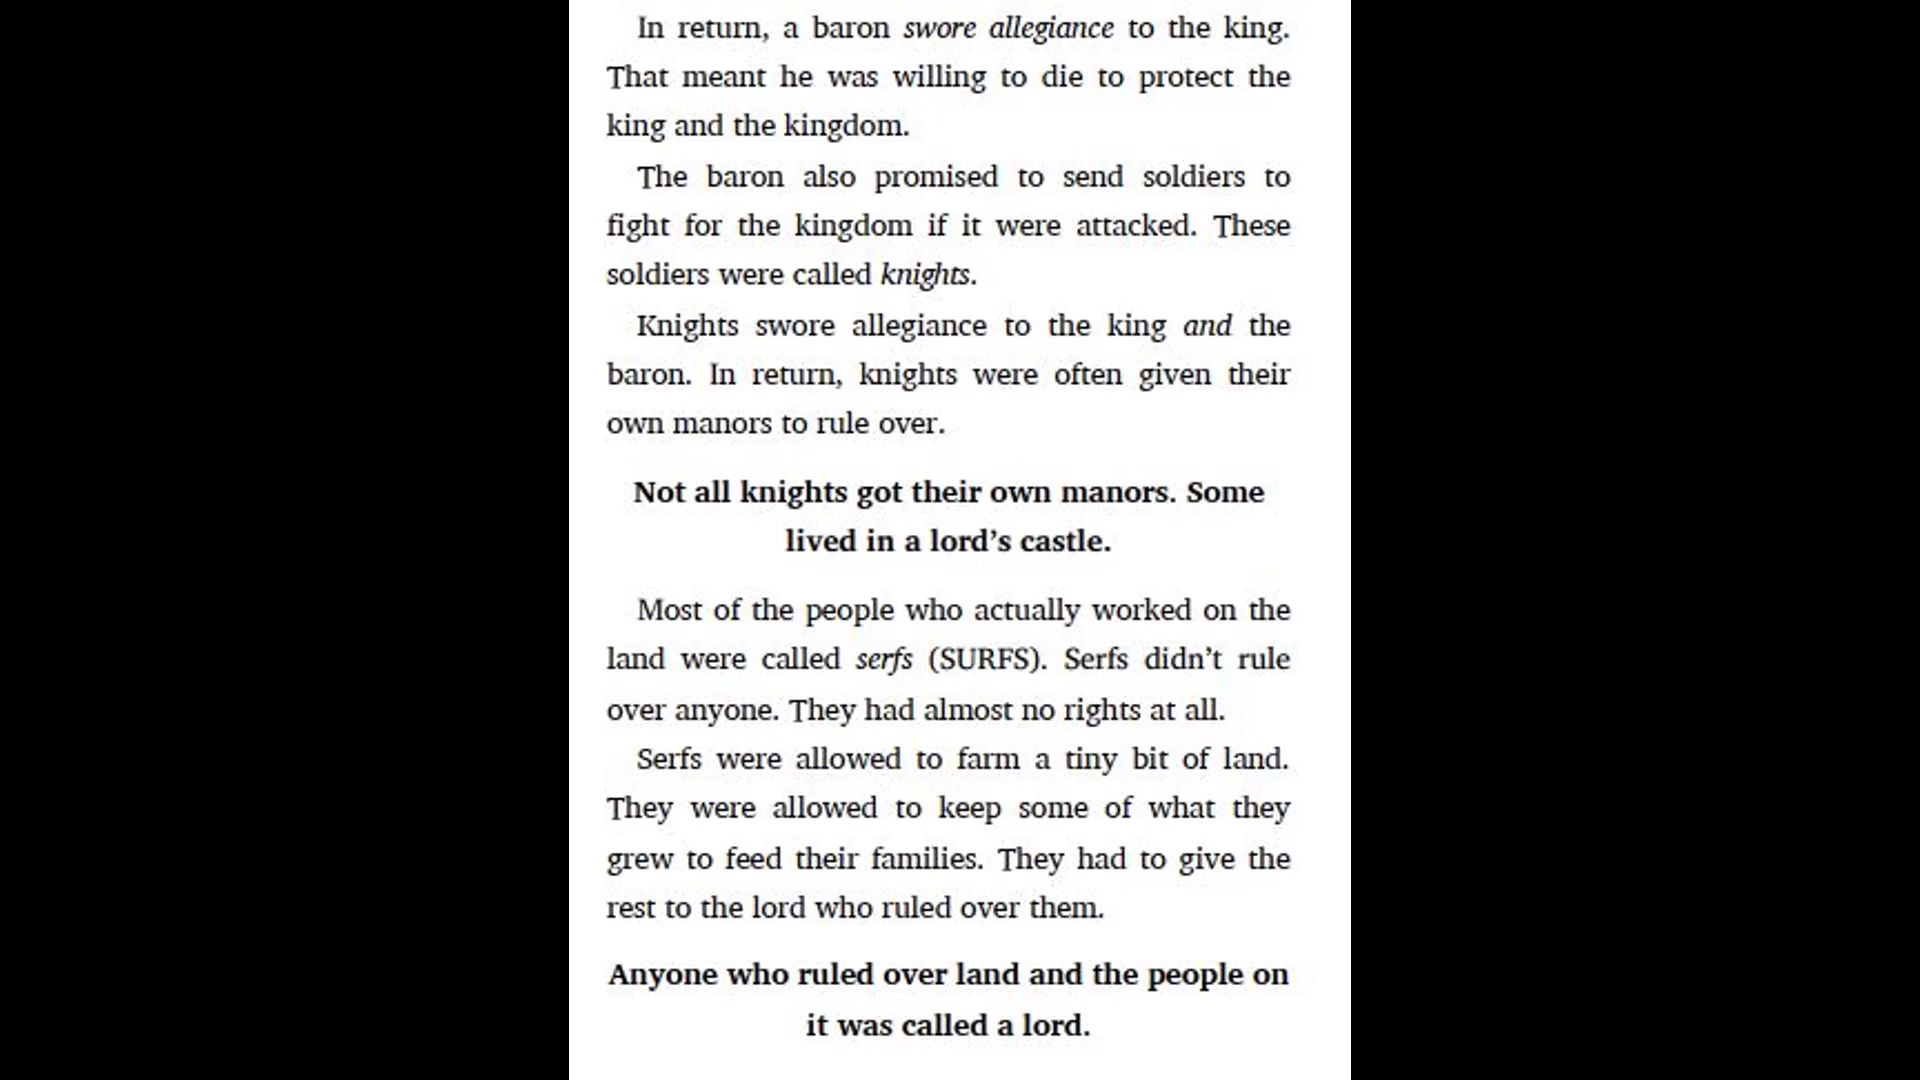 In return, a baron swore allegiance to the king.
That meant he was willing to die to protect the
king and the kingdom.
The baron also promised to send soldiers to
fight for the kingdom if it were attacked. These
soldiers were called knights.
Knights swore allegiance to the king and the
baron. In return, knights were often given their
own manors to rule over.
Not all knights got their own manors. Some
lived in a lord’s castle.
Most of the people who actually worked on the
land were called serfs (SURFS). Serfs didn’t rule
over anyone. They had almost no rights at all.
Serfs were allowed to farm a tiny bit of land.
They were allowed to keep some of what they
grew to feed their families. They had to give the
rest to the lord who ruled over them.
Anyone who ruled over land and the people on
it was called a lord.